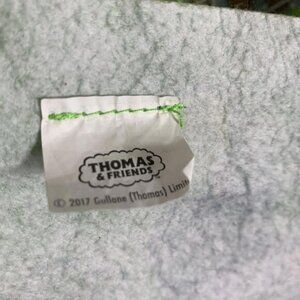 THOMAS
& FRIENDS
© 2017 Gullane (Thomas) Limi